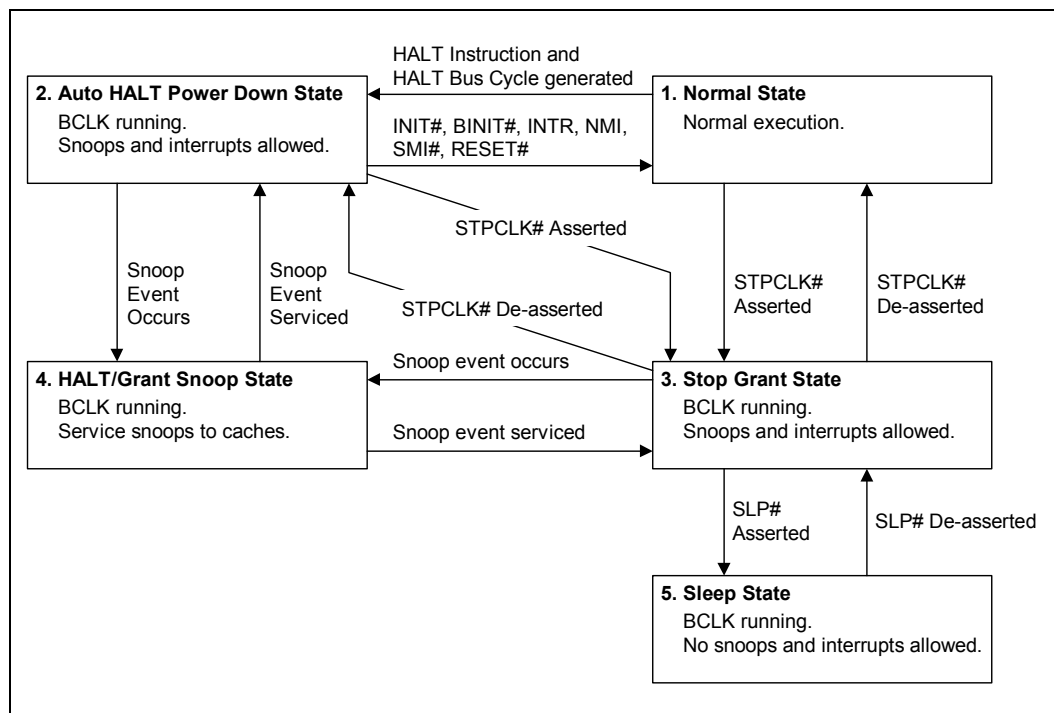 HALT Instruction and
HALT Bus Cycle generated
2. Auto HALT Power Down State
BCLK running.
Snoops and interrupts allowed.
1. Normal State
Normal execution.
INIT#, BINIT#, INTR, NMI,
SMI#, RESET#
STPCLK# Asserted
Snoop
Event
Occurs
Snoop
Event
Serviced
STPCLK# De-asserted
STPCLK#
Asserted
STPCLK#
De-asserted
4. HALT/Grant Snoop State
BCLK running.
Service snoops to caches.
Snoop event occurs
Snoop event serviced
3. Stop Grant State
BCLK running.
Snoops and interrupts allowed.
SLP#
Asserted
SLP# De-asserted
5. Sleep State
BCLK running.
No snoops and interrupts allowed.